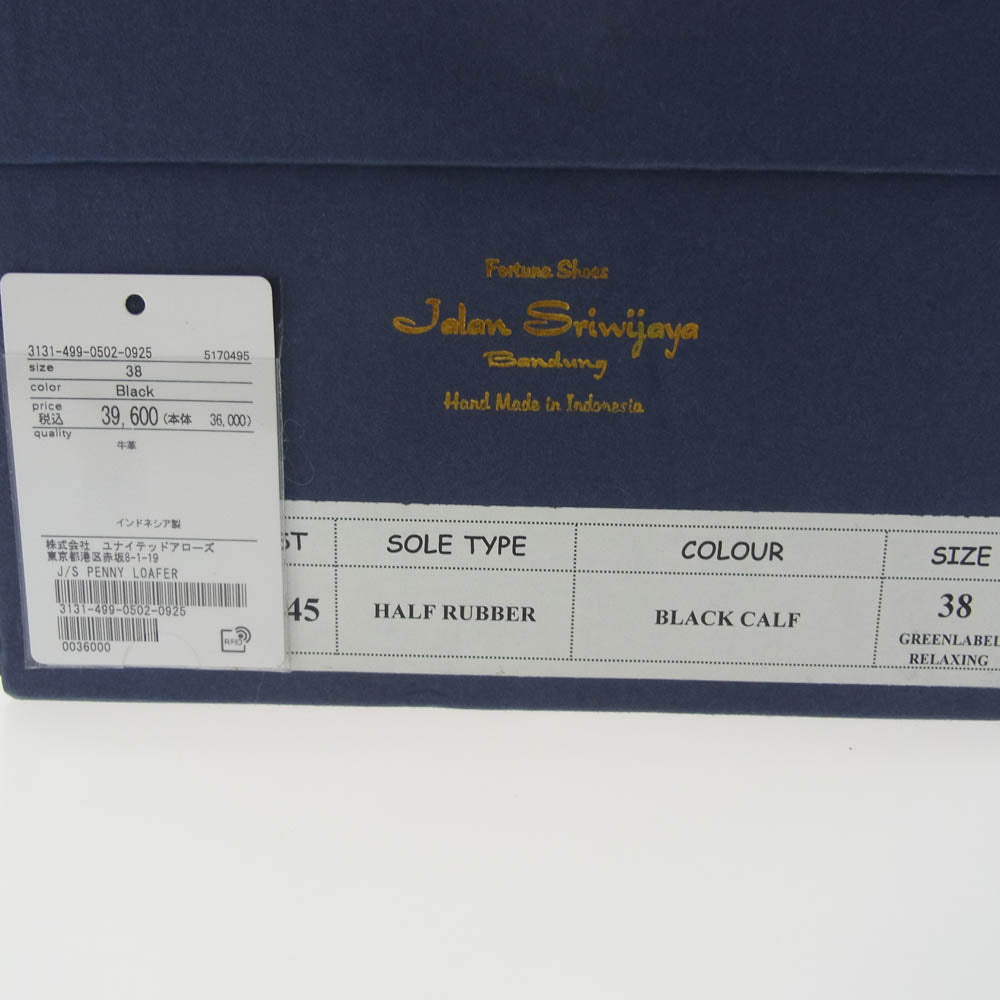 Fortuna Shoes
Jalan Sriwijaya
Bandung
Hand Made in Indonesia
3131-499-0502-0925 5170495
size 38
color Black
price
税込 39,600 (本体 36,000)
quality
牛革
インドネシア製
株式会社 ユナイテッドアローズ
東京都港区赤坂8-1-19
J/S PENNY LOAFER
3131-499-0502-0925
0036000
RFID
ST SOLE TYPE COLOUR SIZE
45 HALF RUBBER BLACK CALF 38
GREENLABEL
RELAXING